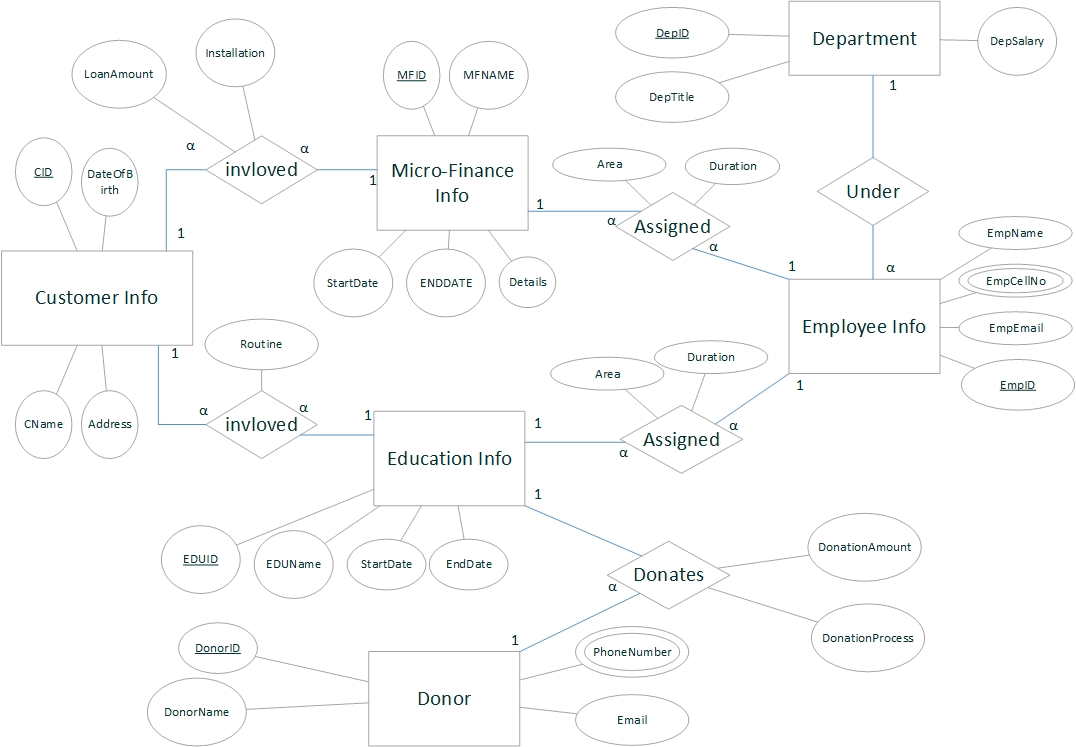 DepID
Department
DepSalary
Installation
LoanAmount
MFID
MFNAME
DepTitle
1
α
α
invloved
Micro-Finance
Info
1
Area
Duration
CID
DateOfB
irth
Under
1
α
Assigned
α
1
EmpName
1
α
StartDate
ENDDATE
Details
EmpCellNo
Customer Info
Employee Info
EmpEmail
Routine
1
Duration
Area
1
EmpID
α
α
1
invloved
1
α
α
Assigned
CName
Address
Education Info
1
EDUID
EDUName
StartDate
EndDate
DonationAmount
Donates
α
DonationProcess
1
DonorID
PhoneNumber
DonorName
Donor
Email